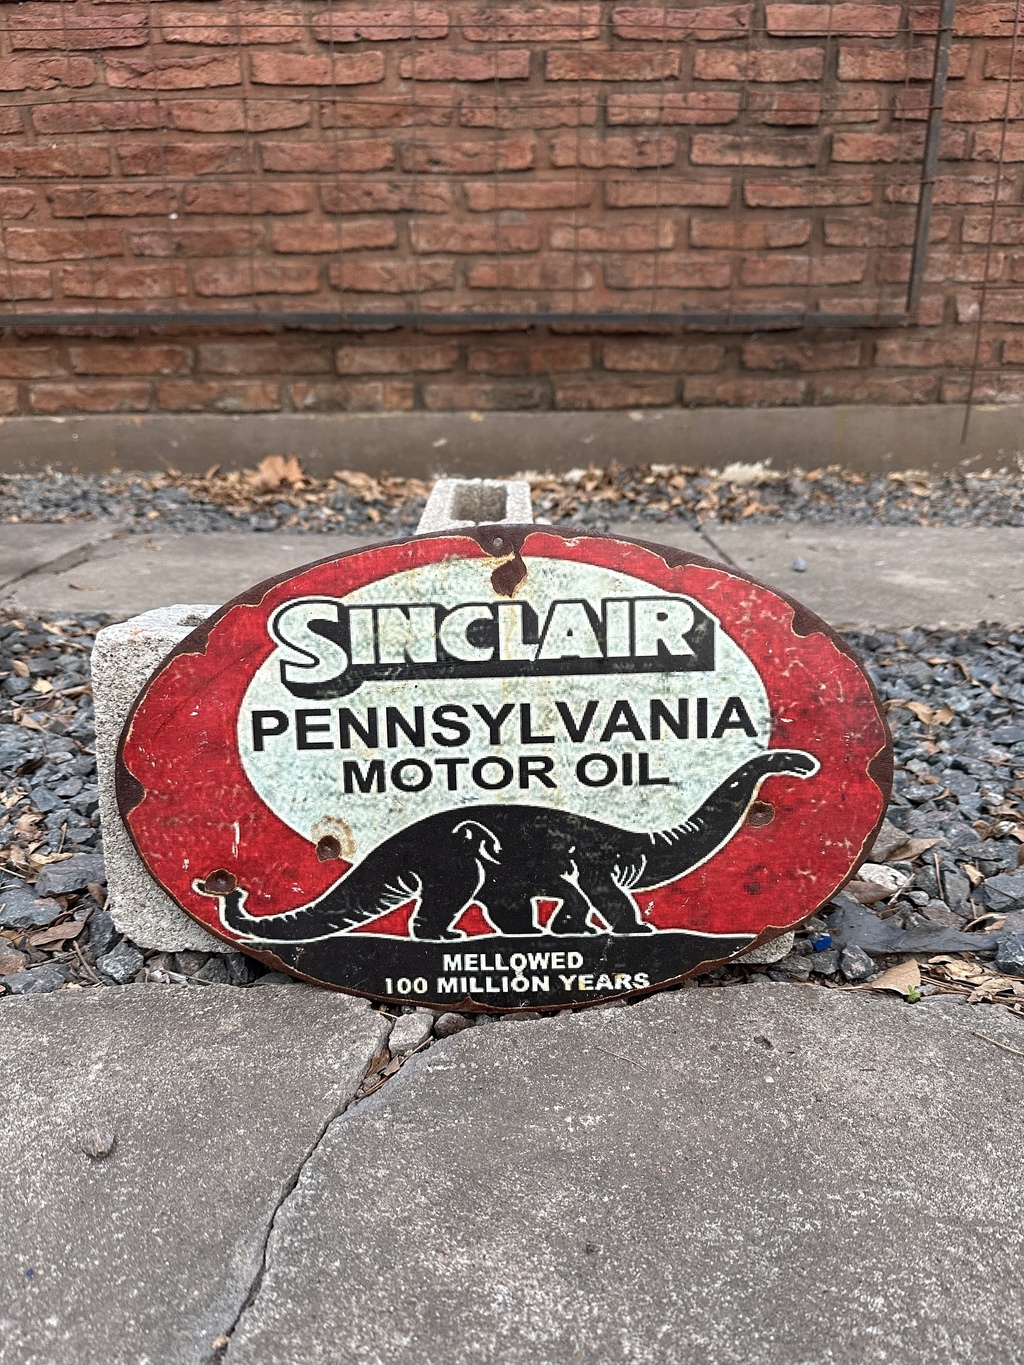 SINCLAIR
PENNSYLVANIA
MOTOR OIL
MELLOWED
100 MILLION YEARS